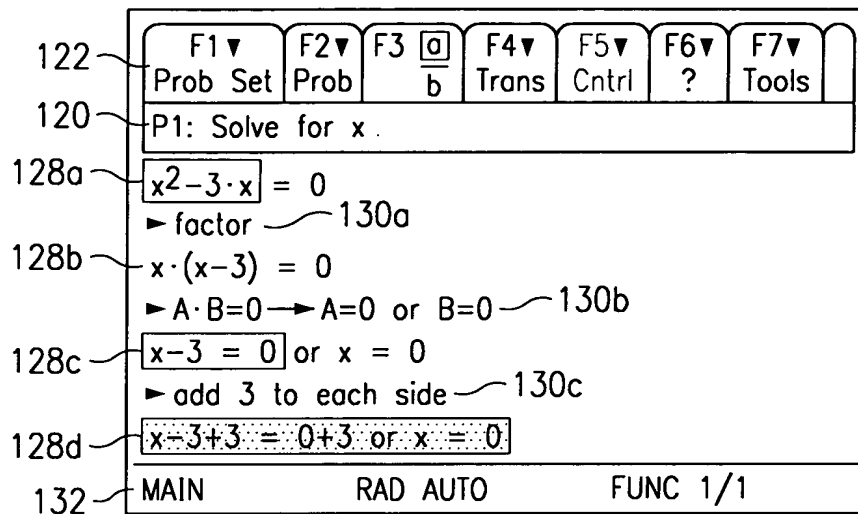 F1▼ F2▼ F3 a F4▼ F5▼ F6▼ F7▼
122 Prob Set Prob b Trans Cntrl ? Tools
120 P1: Solve for x
128a x²-3·x = 0
► factor 130a
128b x·(x-3) = 0
► A·B=0→A=0 or B=0 130b
128c x-3 = 0 or x = 0
► add 3 to each side 130c
128d x-3+3 = 0+3 or x = 0
132 MAIN RAD AUTO FUNC 1/1